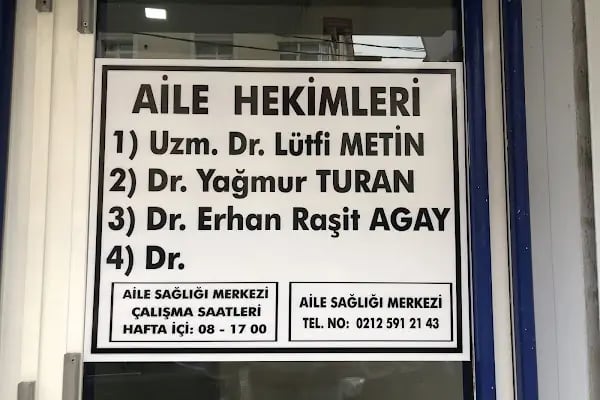 AİLE HEKİMLERİ
1) Uzm. Dr. Lütfi METİN
2) Dr. Yağmur TURAN
3) Dr. Erhan Raşit AGAY
4) Dr.
AİLE SAĞLIĞI MERKEZİ
ÇALIŞMA SAATLERİ
HAFTA İÇİ: 08 - 17 00
AİLE SAĞLIĞI MERKEZİ
TEL. NO: 0212 591 21 43